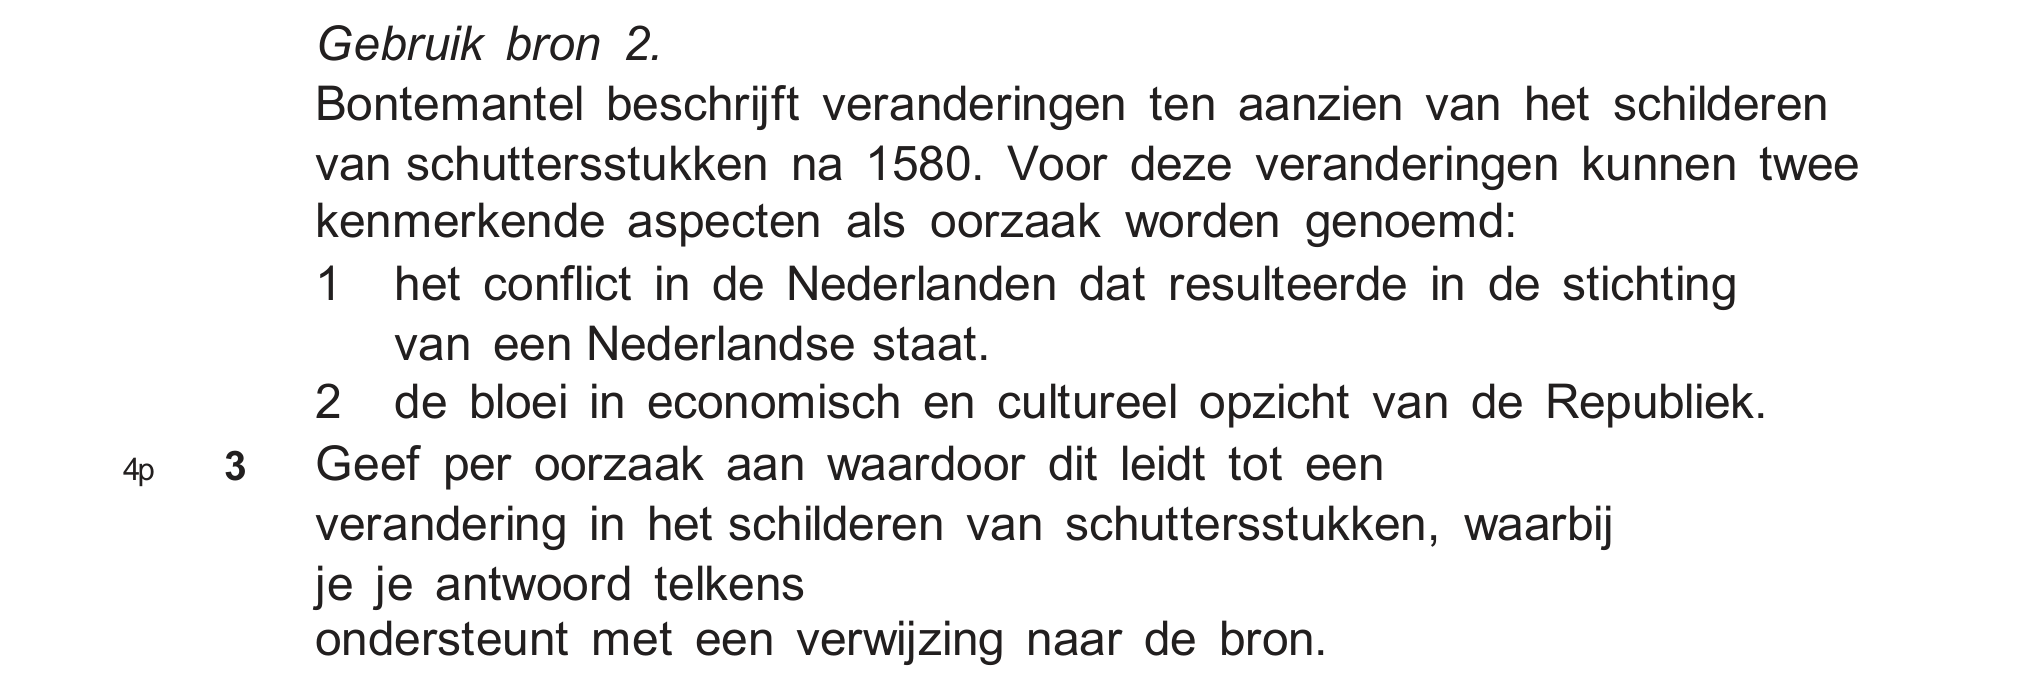 Gebruik bron 2.
Bontemantel beschrijft veranderingen ten aanzien van het schilderen
van schuttersstukken na 1580. Voor deze veranderingen kunnen twee
kenmerkende aspecten als oorzaak worden genoemd:
1 het conflict in de Nederlanden dat resulteerde in de stichting
van een Nederlandse staat.
2 de bloei in economisch en cultureel opzicht van de Republiek.
4p 3 Geef per oorzaak aan waardoor dit leidt tot een
verandering in het schilderen van schuttersstukken, waarbij
je je antwoord telkens
ondersteunt met een verwijzing naar de bron.